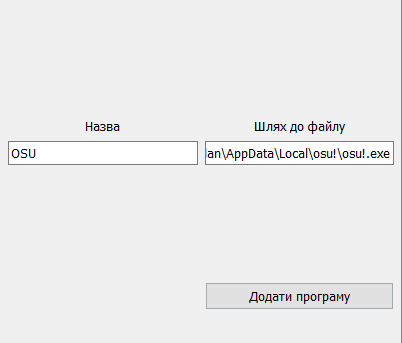 Назва
Шлях до файлу
OSU
an\AppData\Local\osu!\osu!.exe
Додати програму